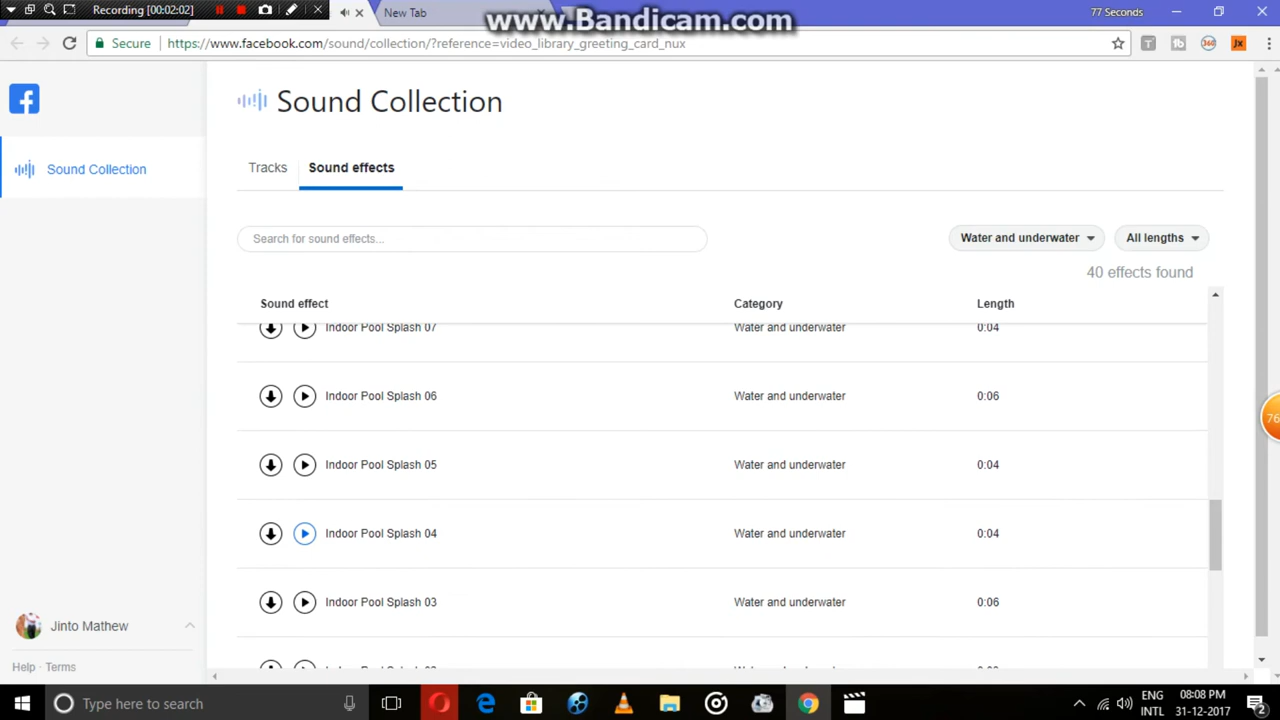 Recording [00:02:02]
New Tab
www.Bandicam.com
77 Seconds
Secure
https://www.facebook.com/sound/collection/?reference=video_library_greeting_card_nux
T
tb
360
Jx
Sound Collection
Sound Collection
Tracks
Sound effects
Search for sound effects...
Water and underwater
All lengths
40 effects found
Sound effect
Category
Length
Indoor Pool Splash 07
Water and underwater
0:04
Indoor Pool Splash 06
Water and underwater
0:06
76
Indoor Pool Splash 05
Water and underwater
0:04
Indoor Pool Splash 04
Water and underwater
0:04
Indoor Pool Splash 03
Water and underwater
0:06
Jinto Mathew
Help · Terms
Type here to search
ENG
INTL
08:08 PM
31-12-2017
2